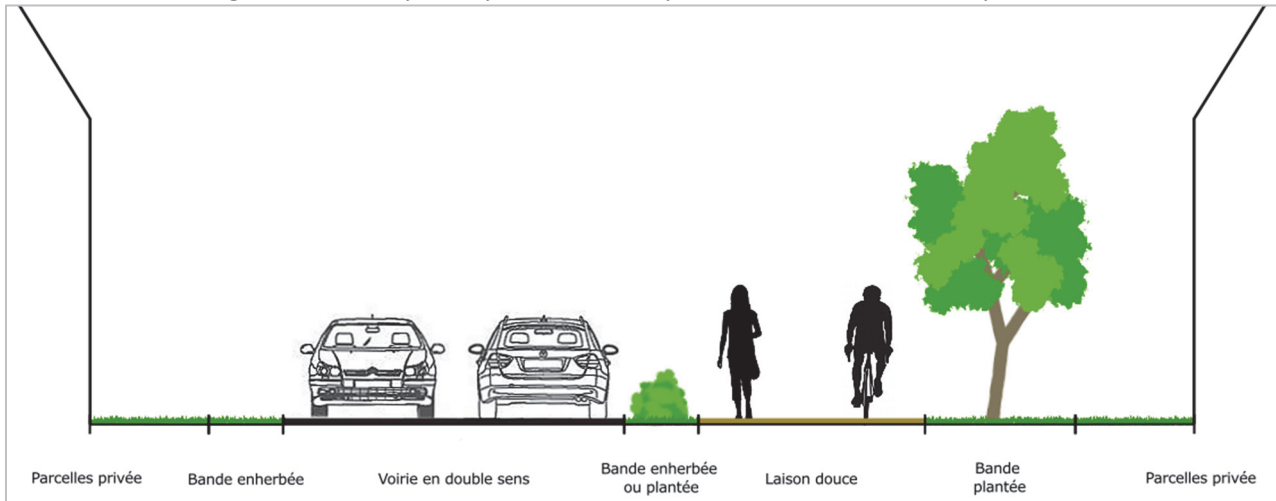 Parcelles privée
Bande enherbée
Voirie en double sens
Bande enherbée
ou plantée
Laison douce
Bande
plantée
Parcelles privée